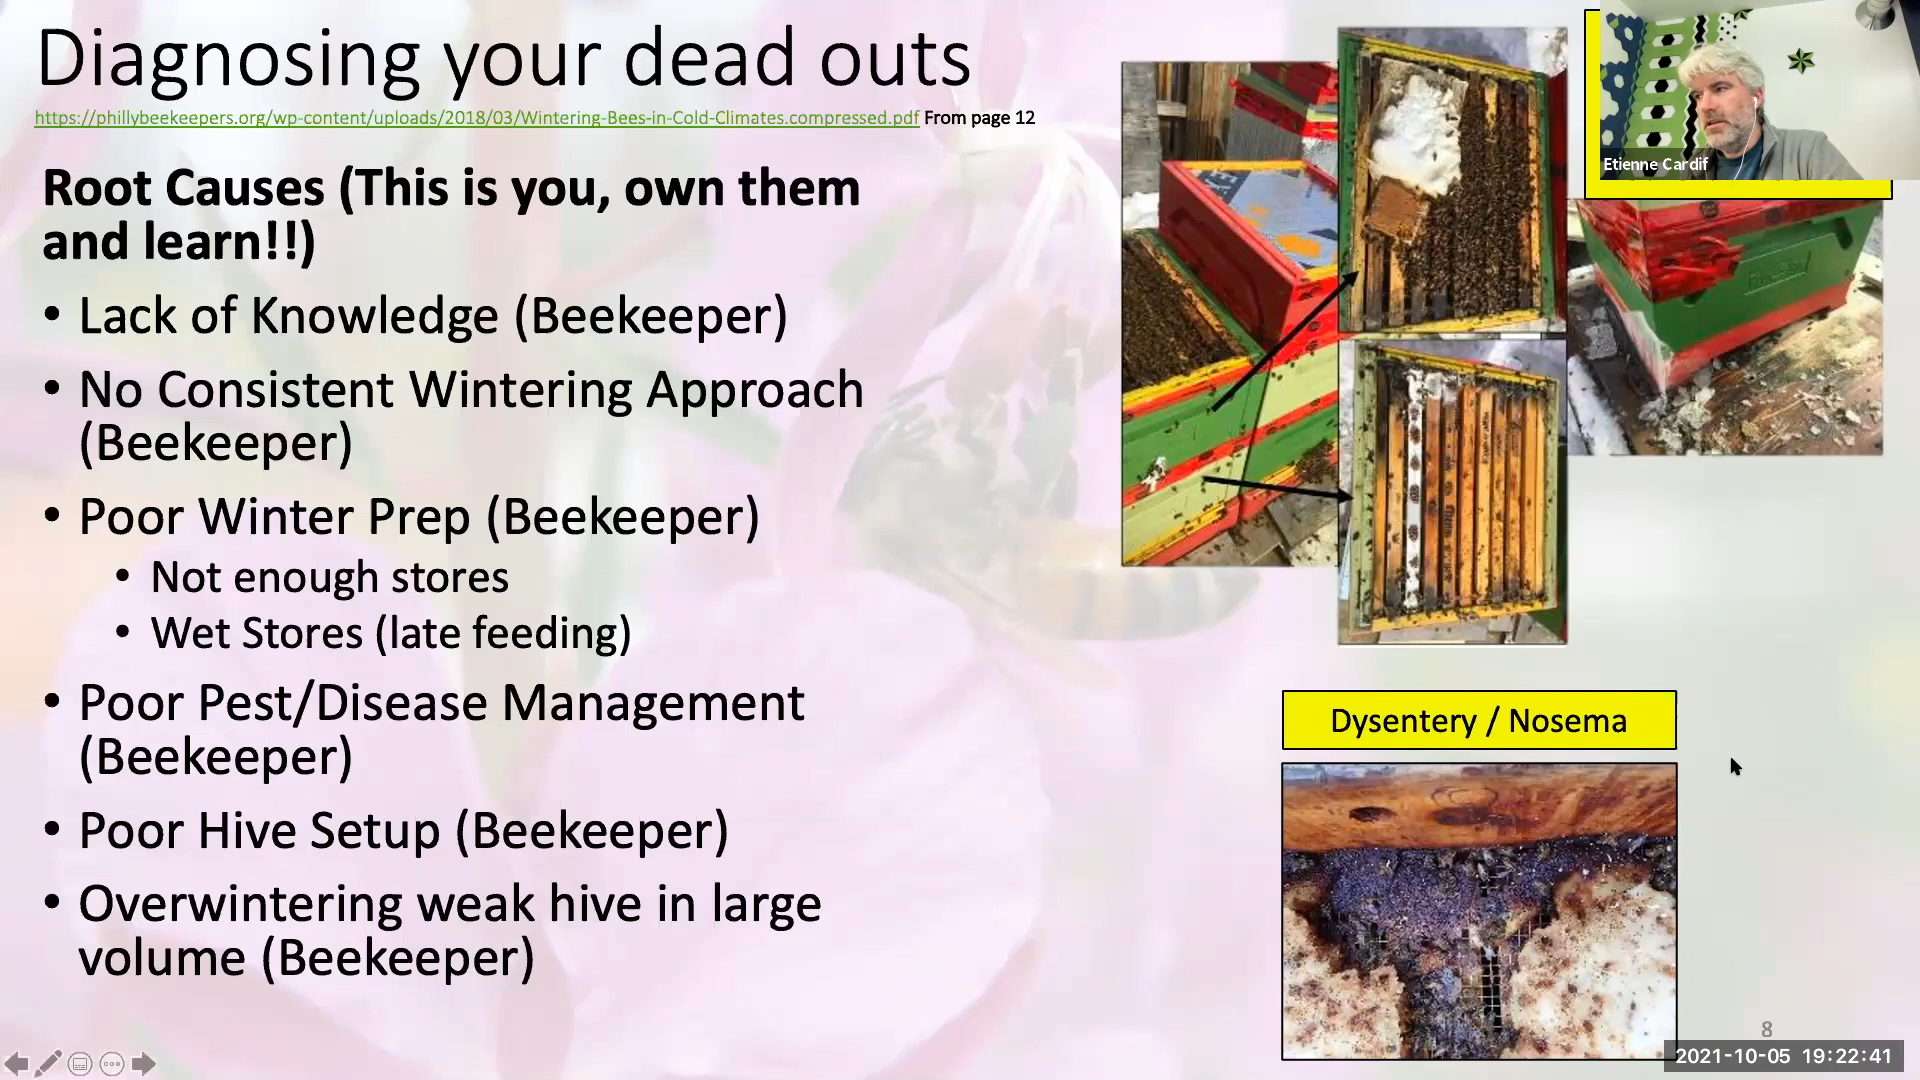 Diagnosing your dead outs
https://phillybeekeepers.org/wp-content/uploads/2018/03/Wintering-Bees-in-Cold-Climates.compressed.pdf From page 12
Root Causes (This is you, own them
and learn!!)
• Lack of Knowledge (Beekeeper)
• No Consistent Wintering Approach
(Beekeeper)
• Poor Winter Prep (Beekeeper)
• Not enough stores
• Wet Stores (late feeding)
• Poor Pest/Disease Management
(Beekeeper)
• Poor Hive Setup (Beekeeper)
• Overwintering weak hive in large
volume (Beekeeper)
Etienne Cardif
Dysentery / Nosema
8
2021-10-05 19:22:41